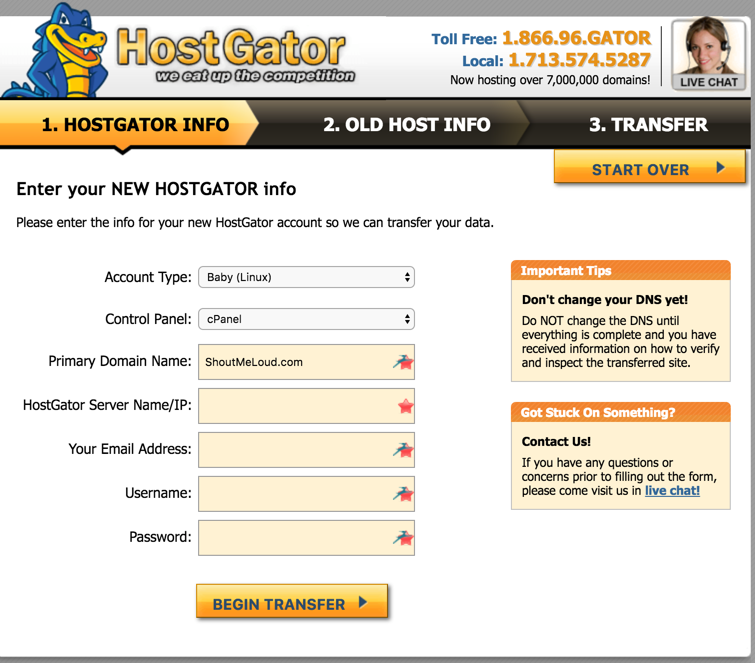 HostGator
we eat up the competition
Toll Free: 1.866.96.GATOR
Local: 1.713.574.5287
Now hosting over 7,000,000 domains!
LIVE CHAT
1. HOSTGATOR INFO
2. OLD HOST INFO
3. TRANSFER
START OVER
Enter your NEW HOSTGATOR info
Please enter the info for your new HostGator account so we can transfer your data.
Account Type: Baby (Linux)
Control Panel: cPanel
Primary Domain Name: ShoutMeLoud.com
HostGator Server Name/IP:
Your Email Address:
Username:
Password:
BEGIN TRANSFER
Important Tips
Don't change your DNS yet!
Do NOT change the DNS until
everything is complete and you have
received information on how to verify
and inspect the transferred site.
Got Stuck On Something?
Contact Us!
If you have any questions or
concerns prior to filling out the form,
please come visit us in live chat!